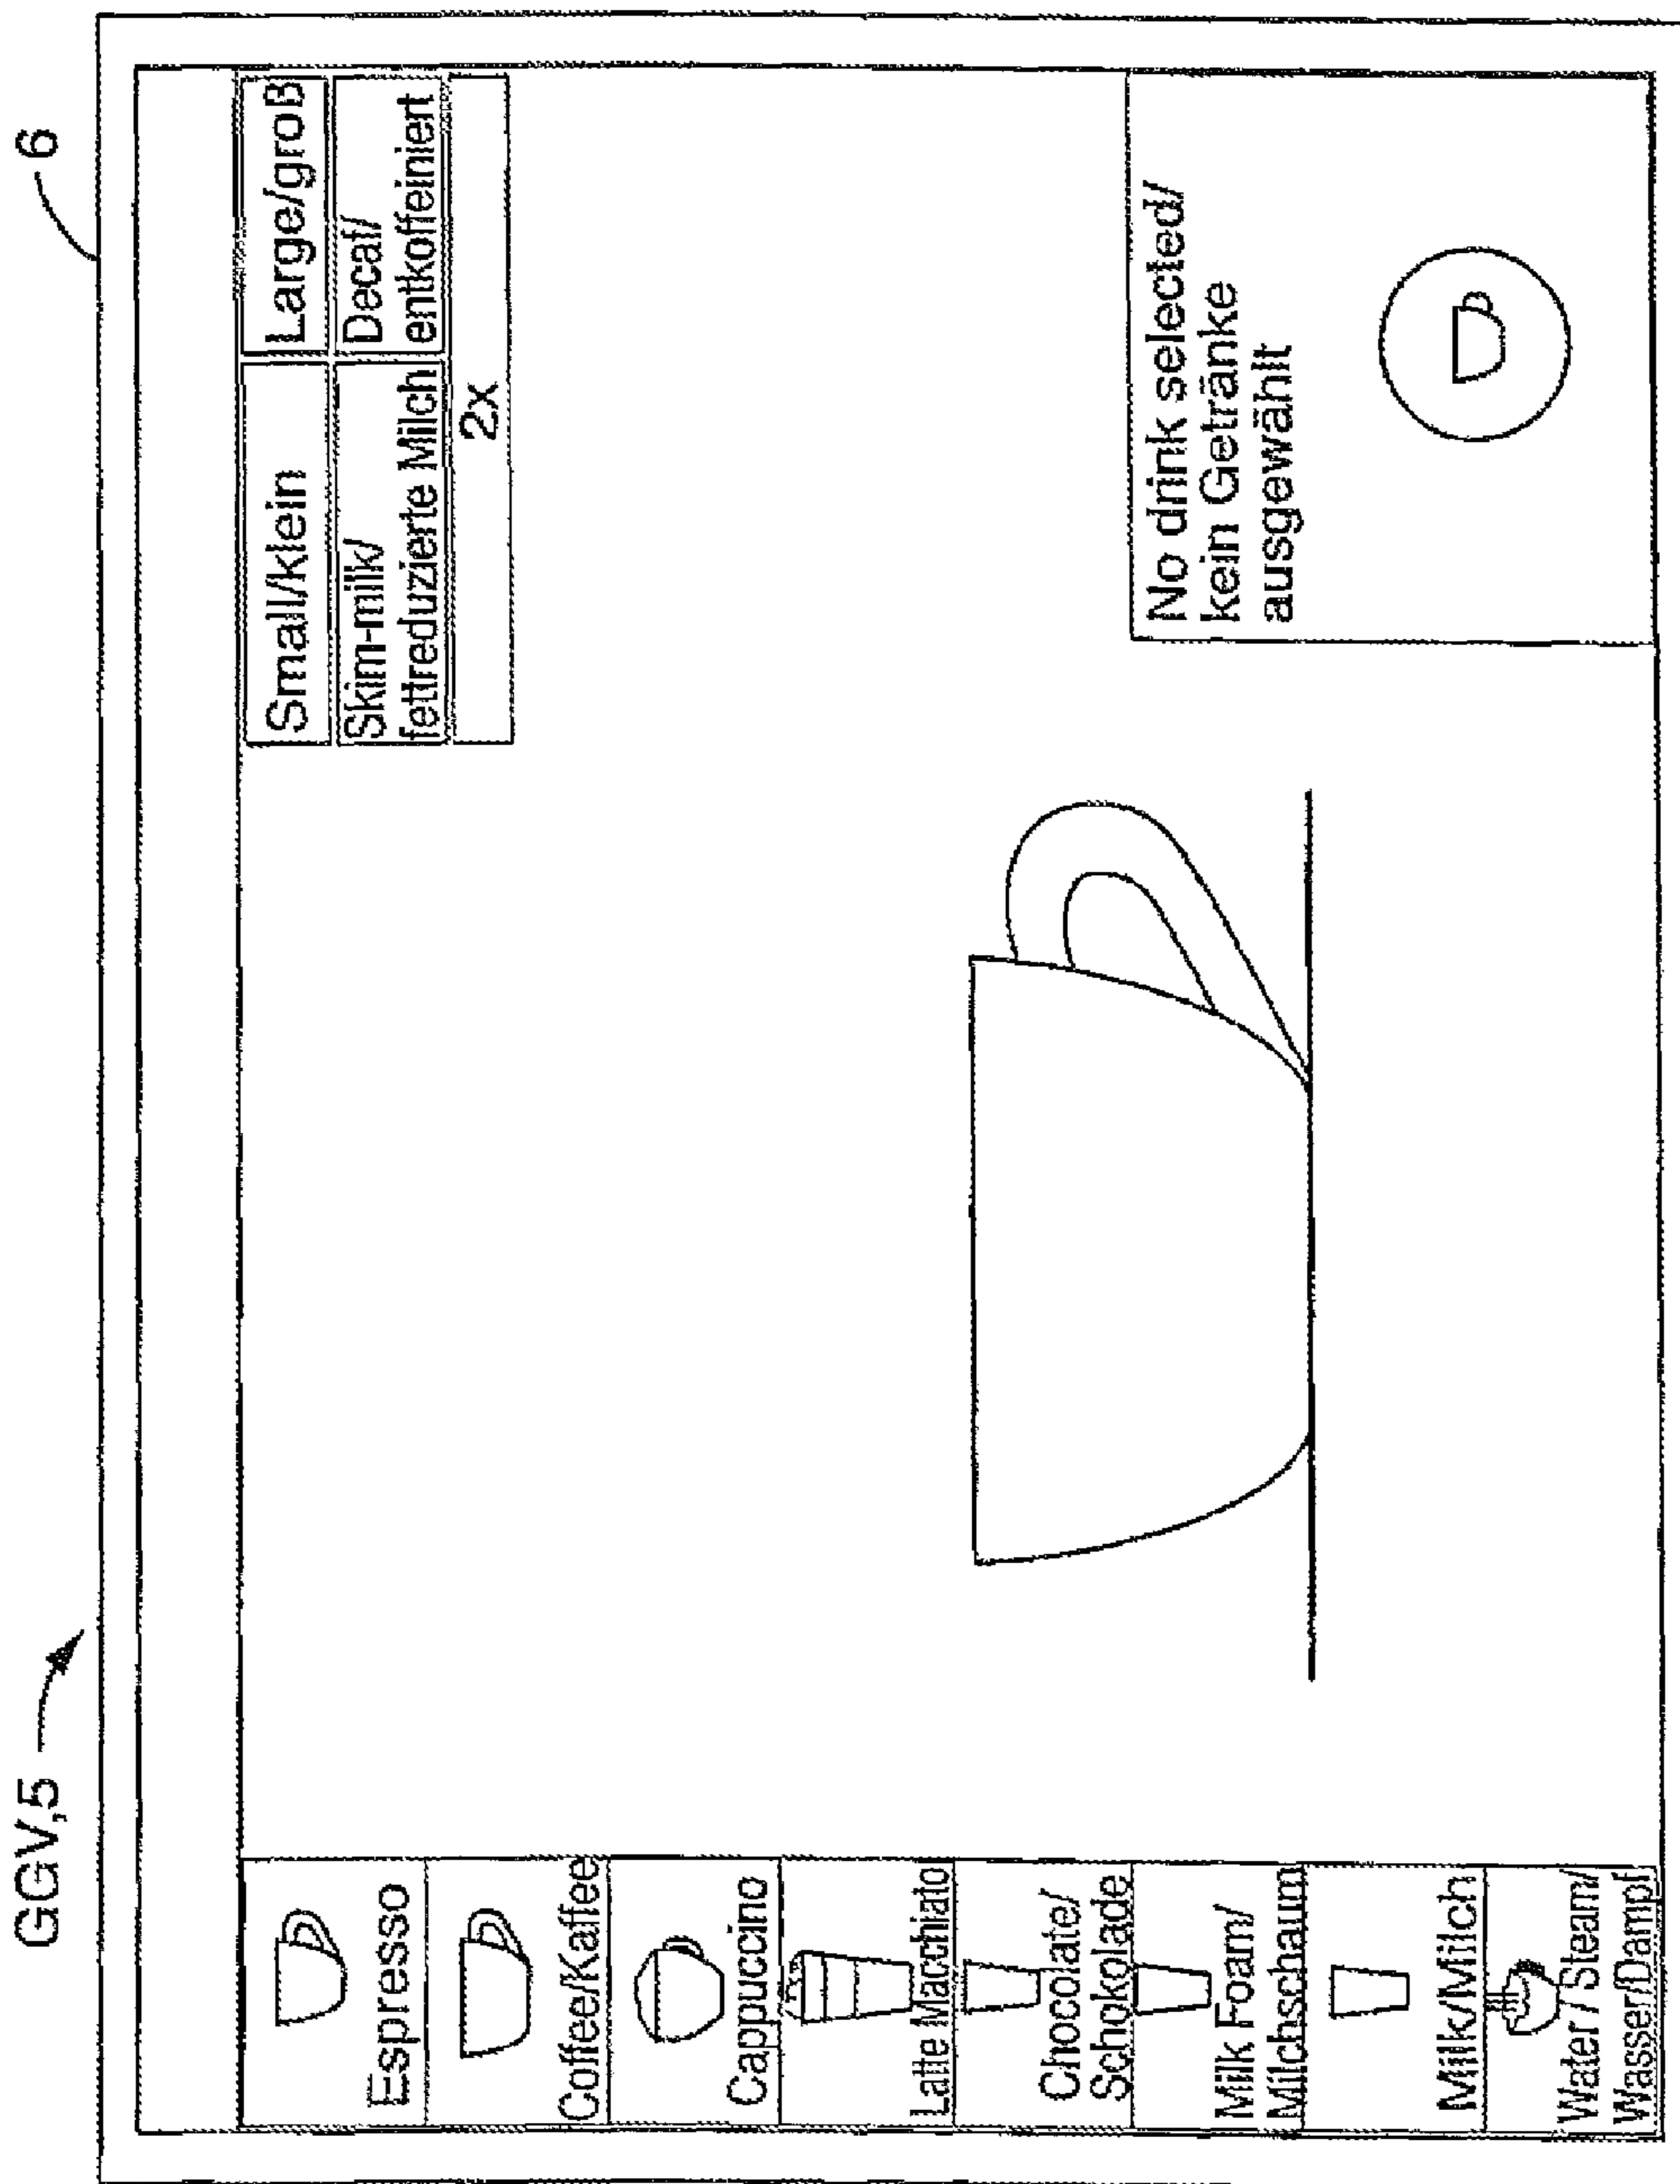 GGV,5
6
Espresso
Coffee/Kaffee
Cappuccino
Latte Macchiato
Chocolate/
Schokolade
Milk Foam/
Milchschaum
Milk/Milch
Water / Steam/
Wasser/Dampf
Small/klein
Large/groß
Skim-milk/
fettreduzierte Milch
Decaf/
entkoffeiniert
2x
No drink selected/
kein Getränke
ausgewählt